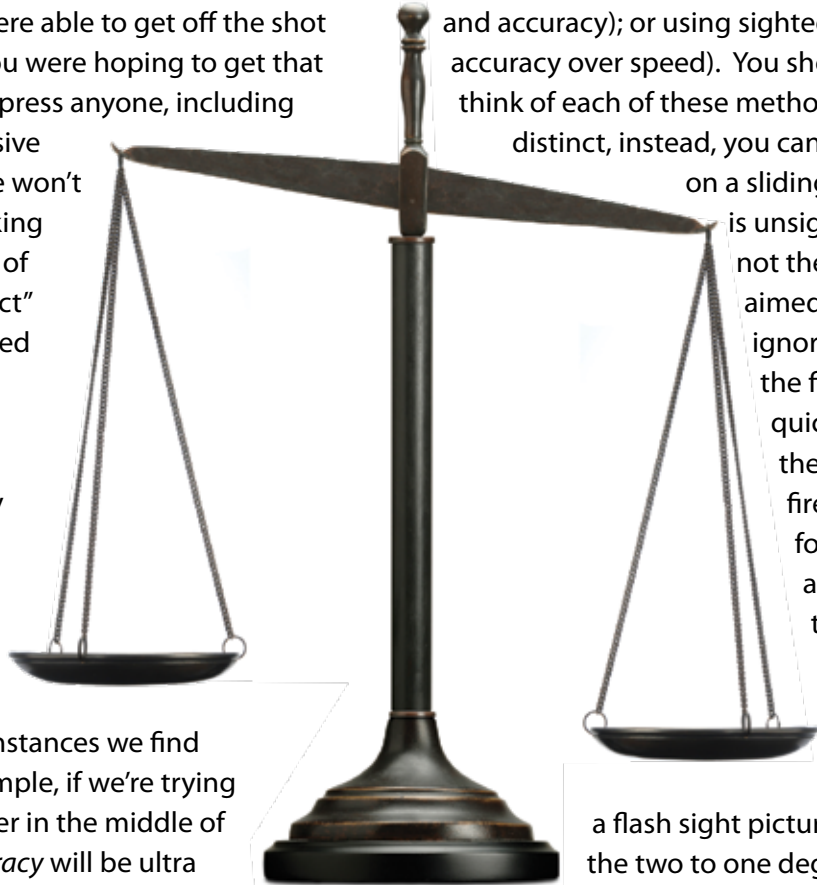 ere able to get off the shot
ou were hoping to get that
press anyone, including
sive
e won't
king
of
ct"
ed
y
nstances we find
mple, if we're trying
er in the middle of
racy will be ultra
and accuracy); or using sighted
accuracy over speed). You sho
think of each of these metho
distinct, instead, you can
on a sliding
is unsig
not the
aimed
ignor
the f
quic
the
fire
fo
a
t
a flash sight pictur
the two to one deg